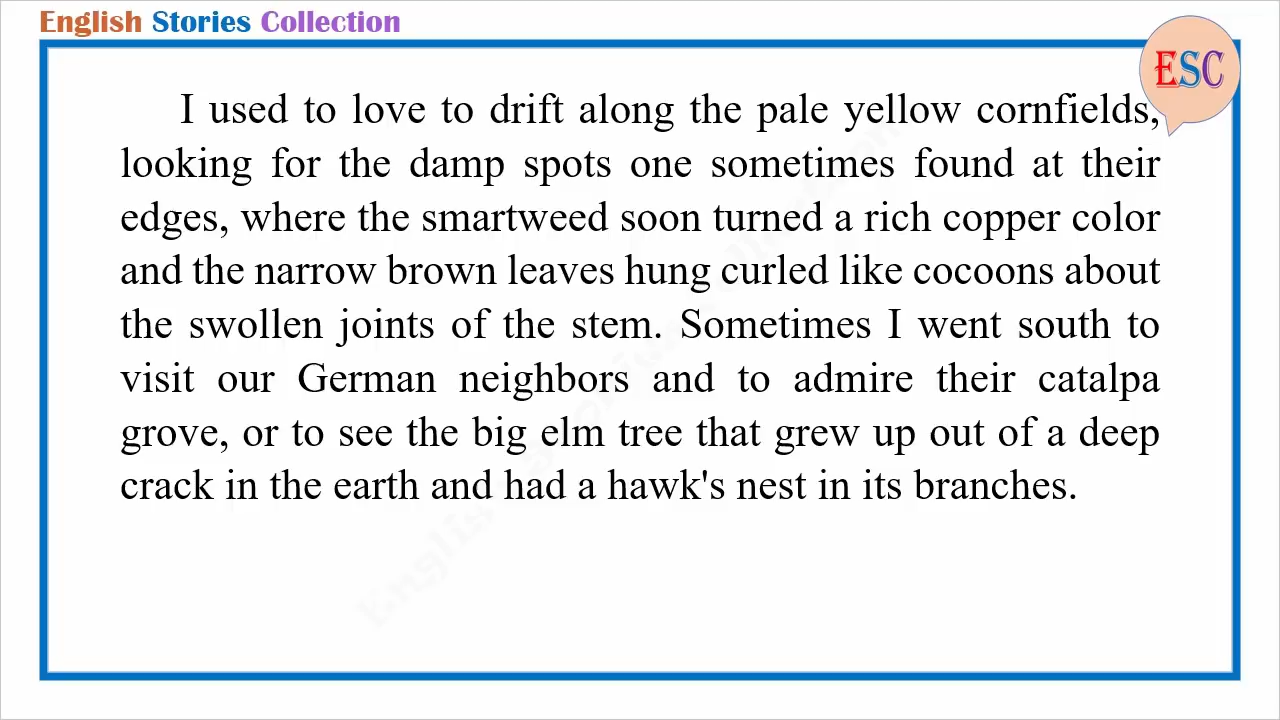 English Stories Collection
ESC
I used to love to drift along the pale yellow cornfields,
looking for the damp spots one sometimes found at their
edges, where the smartweed soon turned a rich copper color
and the narrow brown leaves hung curled like cocoons about
the swollen joints of the stem. Sometimes I went south to
visit our German neighbors and to admire their catalpa
grove, or to see the big elm tree that grew up out of a deep
crack in the earth and had a hawk's nest in its branches.